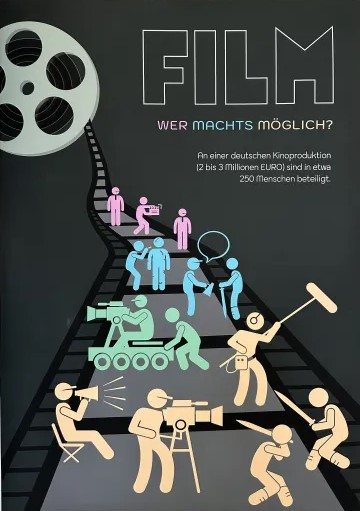 FILM
WER MACHTS MÖGLICH?
An einer deutschen Kinoproduktion
(2 bis 3 Millionen EURO) sind in etwa
250 Menschen beteiligt.